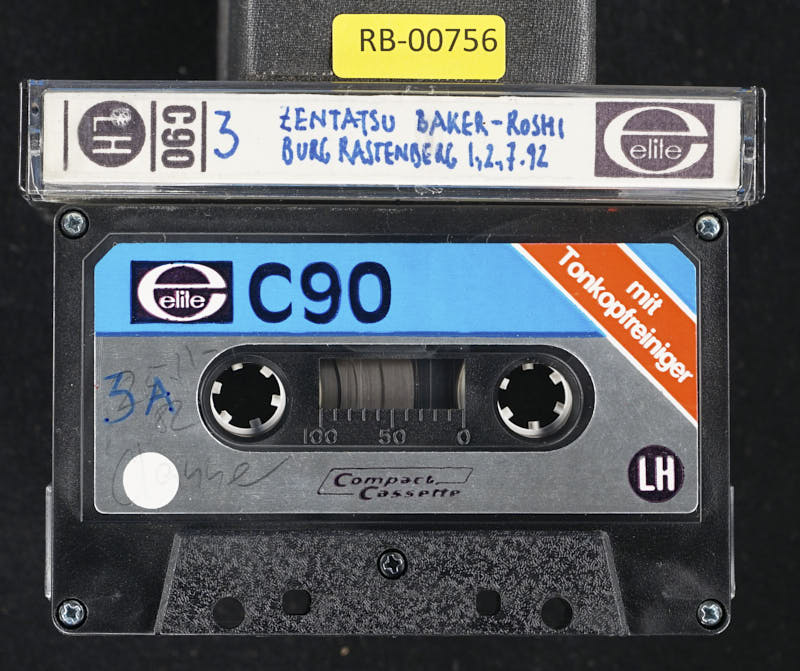 RB-00756
LH C90 3 ZENTATSU BAKER-ROSHI
BURG RASTENBERG 1,2,7.92
elite
elite C90
mit
Tonkopfreiniger
3 A.
100 50 0
Compact
Cassette
LH